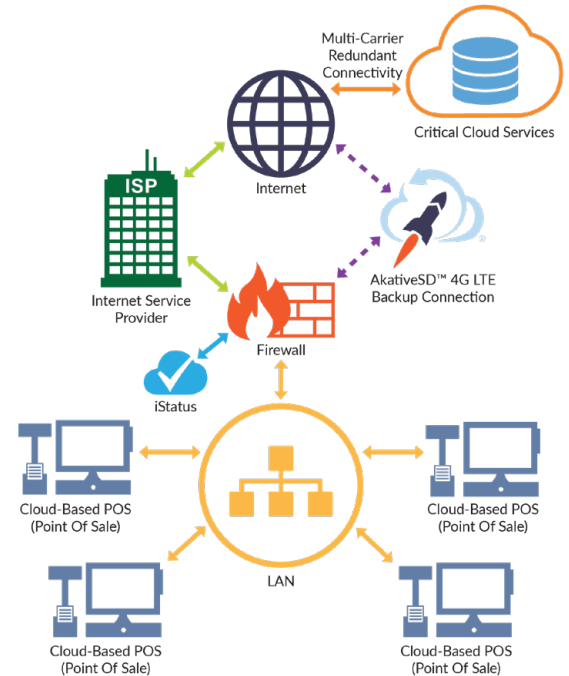 Multi-Carrier
Redundant
Connectivity
Critical Cloud Services
Internet
ISP
AkativeSD™ 4G LTE
Backup Connection
®
Internet Service
Provider
Firewall
iStatus
Cloud-Based POS
(Point Of Sale)
Cloud-Based POS
(Point Of Sale)
LAN
Cloud-Based POS
(Point Of Sale)
Cloud-Based POS
(Point Of Sale)